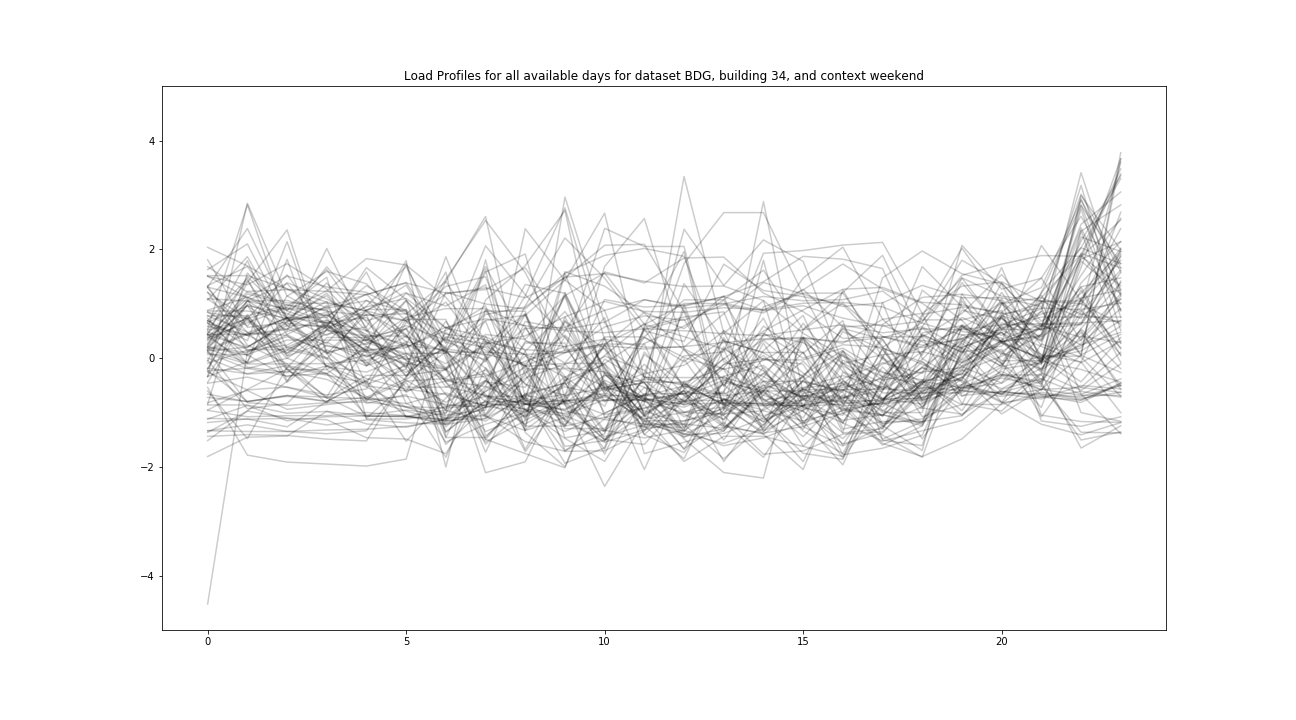 Load Profiles for all available days for dataset BDG, building 34, and context weekend
4
2
0
−2
−4
0 5 10 15 20